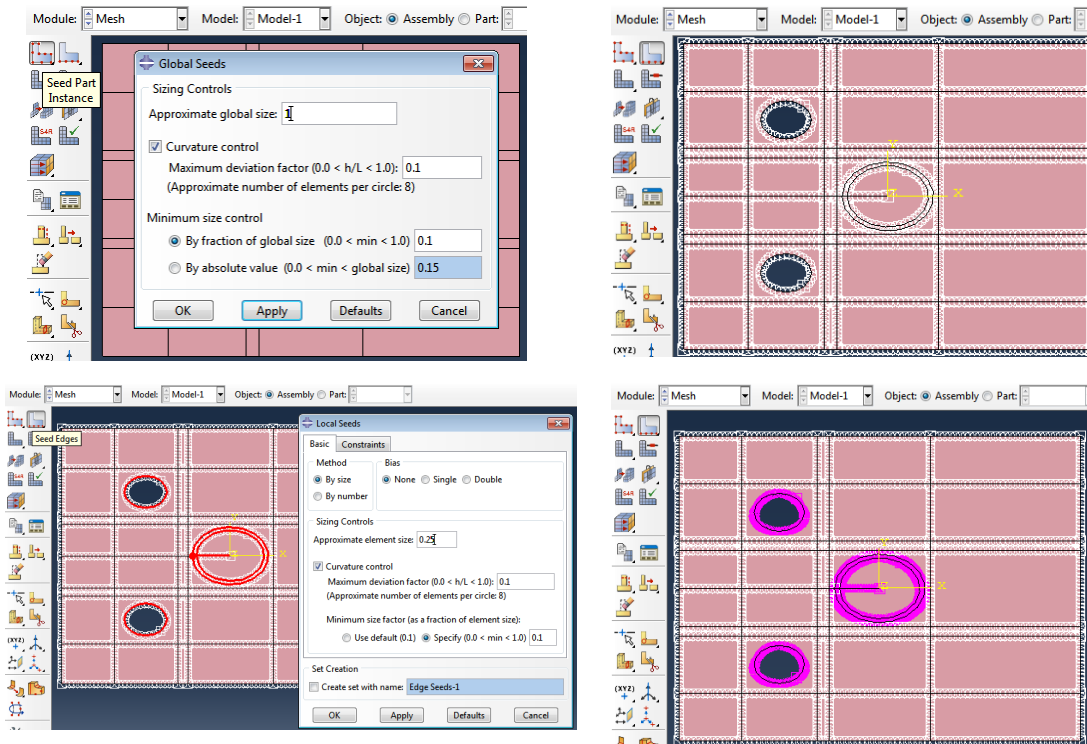 Module: Mesh Model: Model-1 Object: Assembly Part:
Seed Part
Instance
S4R
(XYZ)
Global Seeds
Sizing Controls
Approximate global size: 1
Curvature control
Maximum deviation factor (0.0 < h/L < 1.0): 0.1
(Approximate number of elements per circle: 8)
Minimum size control
By fraction of global size (0.0 < min < 1.0) 0.1
By absolute value (0.0 < min < global size) 0.15
OK Apply Defaults Cancel
Module: Mesh Model: Model-1 Object: Assembly Part:
S4R
(XYZ)
Y
X
Module: Mesh Model: Model-1 Object: Assembly Part:
Seed Edges
S4R
(XYZ)
Y
X
Local Seeds
Basic Constraints
Method Bias
By size None Single Double
By number
Sizing Controls
Approximate element size: 0.25
Curvature control
Maximum deviation factor (0.0 < h/L < 1.0): 0.1
(Approximate number of elements per circle: 8)
Minimum size factor (as a fraction of element size):
Use default (0.1) Specify (0.0 < min < 1.0) 0.1
Set Creation
Create set with name: Edge Seeds-1
OK Apply Defaults Cancel
Module: Mesh Model: Model-1 Object: Assembly Part:
S4R
(XYZ)
Y
X